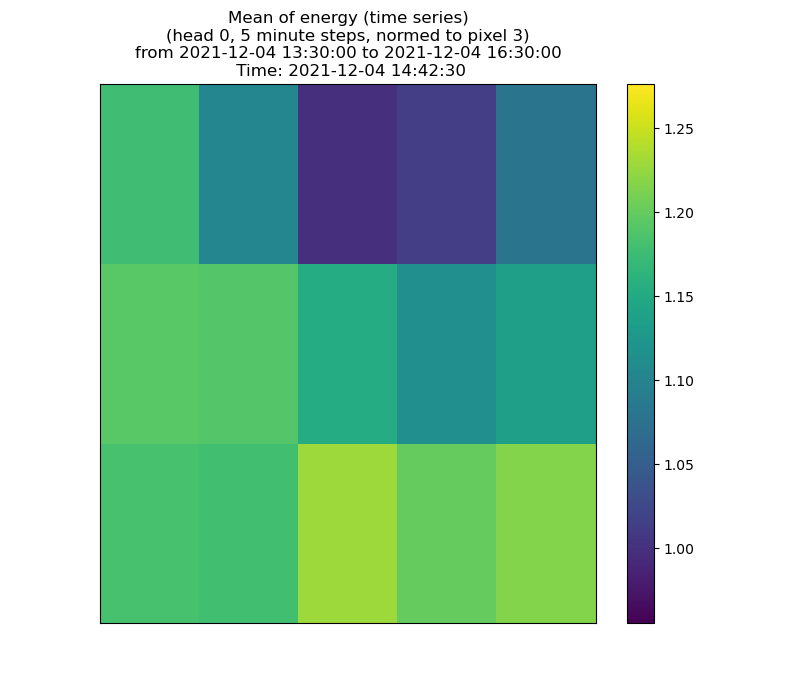 Mean of energy (time series)
(head 0, 5 minute steps, normed to pixel 3)
from 2021-12-04 13:30:00 to 2021-12-04 16:30:00
Time: 2021-12-04 14:42:30
1.25
1.20
1.15
1.10
1.05
1.00